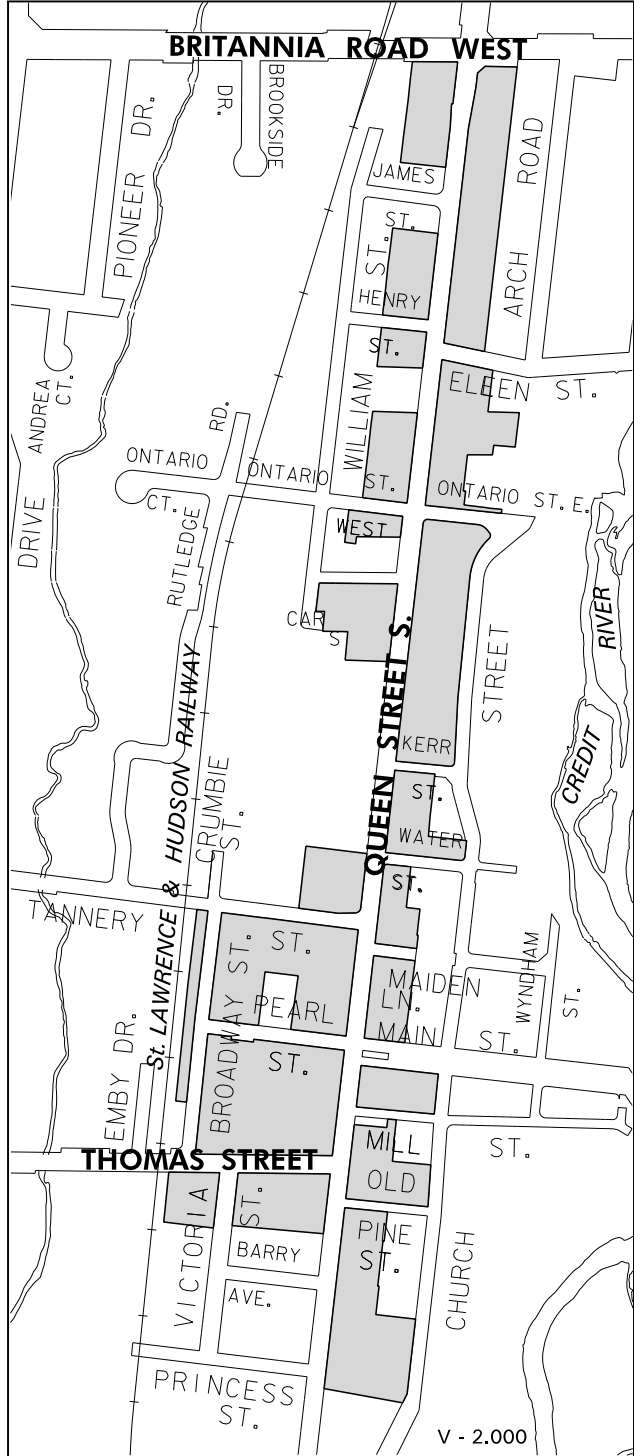 BRITANNIA ROAD WEST
PIONEER DR.
BROOKSIDE
DR.
JAMES
ST.
ARCH ROAD
HENRY
ST.
WILLIAM
ST.
ELEEN ST.
ANDREA
CT.
DRIVE
RD.
ONTARIO
CT.
ONTARIO
ST.
WEST
ONTARIO ST. E.
RUTLEDGE
CAR
S
QUEEN STREET S.
KERR
ST.
STREET
RIVER
CREDIT
St. LAWRENCE & HUDSON RAILWAY
CRUMBIE
ST.
WATER
ST.
TANNERY
ST.
BROADWAY ST.
PEARL
ST.
MAIDEN
LN.
MAIN
ST.
WYNDHAM
ST.
EMBY DR.
THOMAS STREET
MILL
ST.
OLD
PINE
ST.
VICTORIA
ST.
BARRY
AVE.
CHURCH
PRINCESS
ST.
V - 2.000